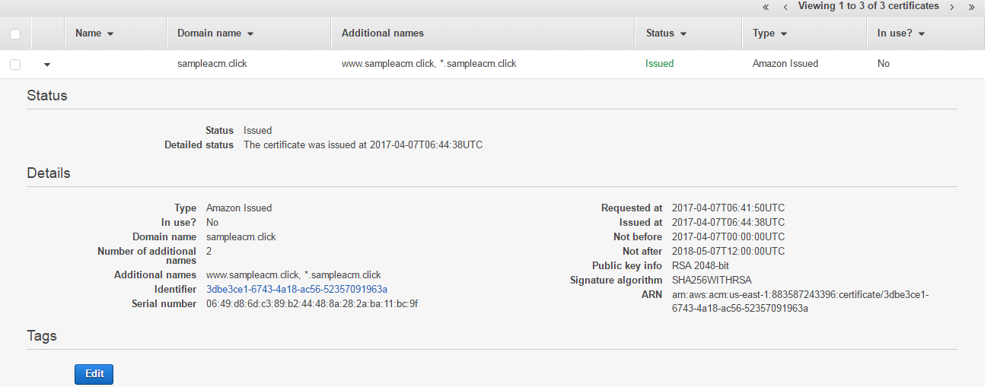 « ‹ Viewing 1 to 3 of 3 certificates › »
Name Domain name Additional names Status Type In use?
sampleacm.click www.sampleacm.click, *.sampleacm.click Issued Amazon Issued No
Status
Status Issued
Detailed status The certificate was issued at 2017-04-07T06:44:38UTC
Details
Type Amazon Issued
In use? No
Domain name sampleacm.click
Number of additional
names 2
Additional names www.sampleacm.click, *.sampleacm.click
Identifier 3dbe3ce1-6743-4a18-ac56-52357091963a
Serial number 06:49:d8:6d:c3:89:b2:44:48:8a:28:2a:ba:11:bc:9f
Requested at 2017-04-07T06:41:50UTC
Issued at 2017-04-07T06:44:38UTC
Not before 2017-04-07T00:00:00UTC
Not after 2018-05-07T12:00:00UTC
Public key info RSA 2048-bit
Signature algorithm SHA256WITHRSA
ARN arn:aws:acm:us-east-1:883587243396:certificate/3dbe3ce1-
6743-4a18-ac56-52357091963a
Tags
Edit